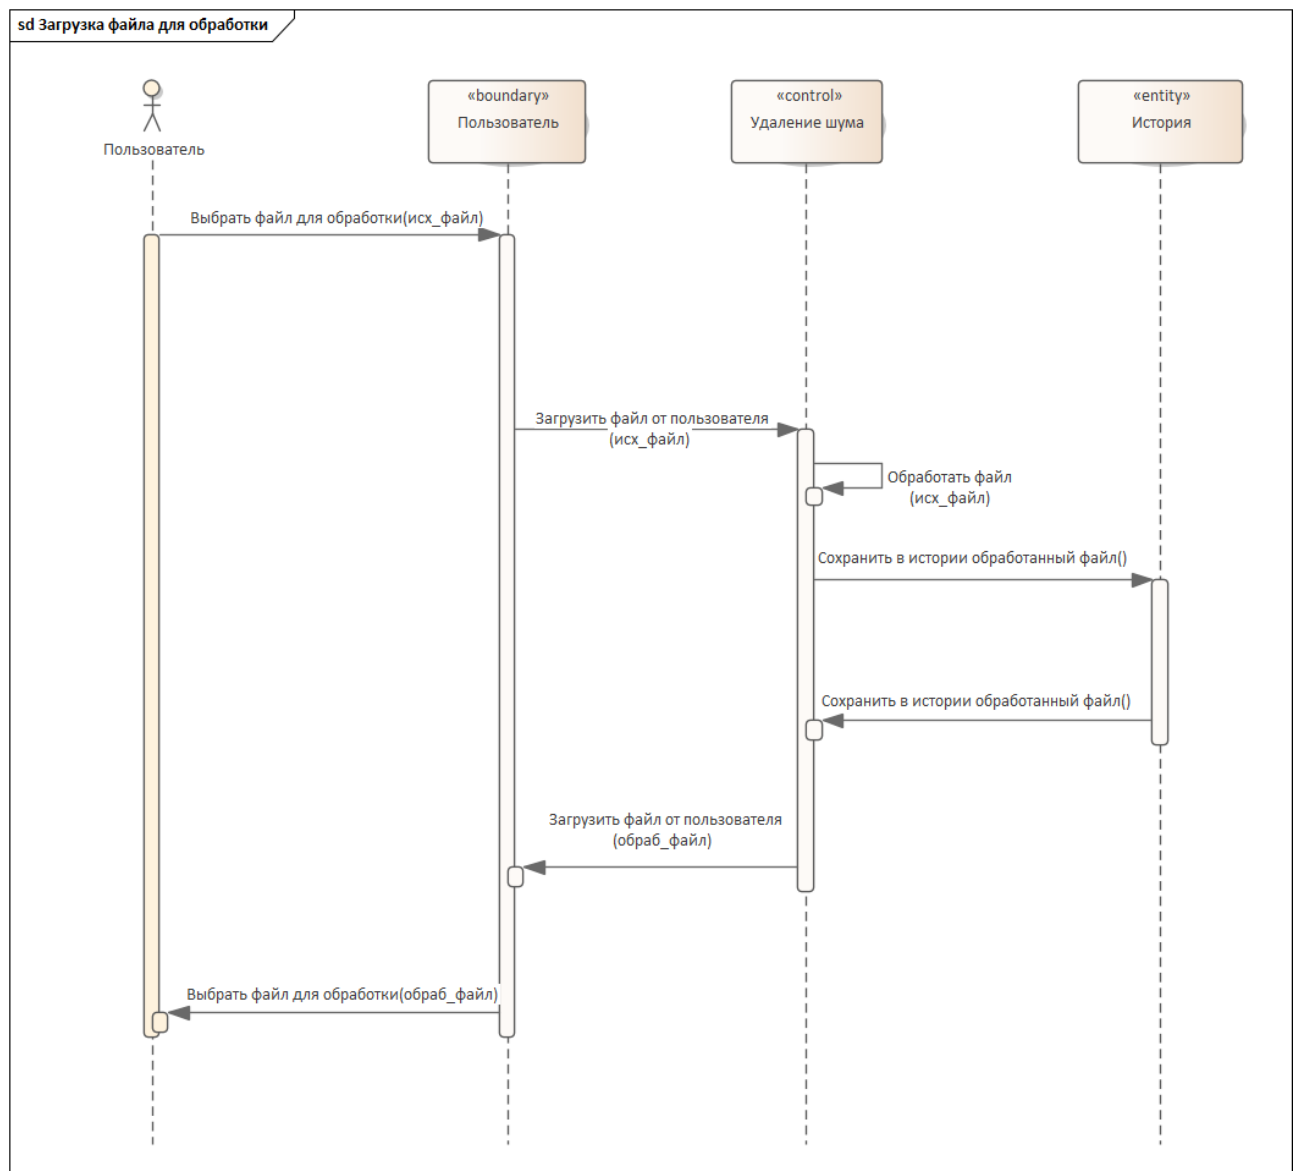 sd Загрузка файла для обработки
Пользователь
«boundary»
Пользователь
«control»
Удаление шума
«entity»
История
Выбрать файл для обработки(исх_файл)
Загрузить файл от пользователя
(исх_файл)
Обработать файл
(исх_файл)
Сохранить в истории обработанный файл()
Сохранить в истории обработанный файл()
Загрузить файл от пользователя
(обраб_файл)
Выбрать файл для обработки(обраб_файл)